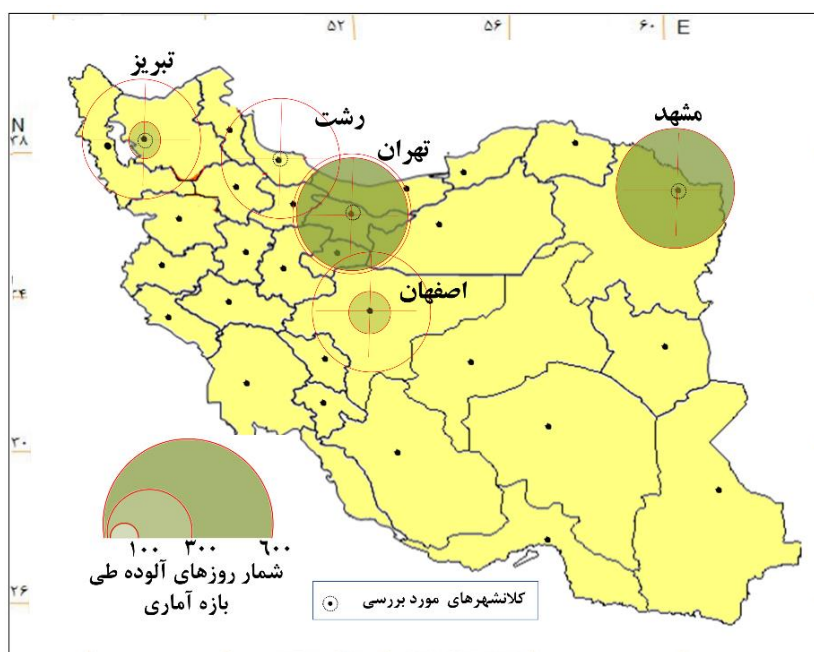 ۵۲ ۵۶ ۶۰ E
N
۳۸
تبریز
رشت
تهران
مشهد
اصفهان
۳۴
۳۰
۲۶
۱۰۰ ۳۰۰ ۶۰۰
شمار روزهای آلوده طی
بازه آماری
کلانشهرهای مورد بررسی